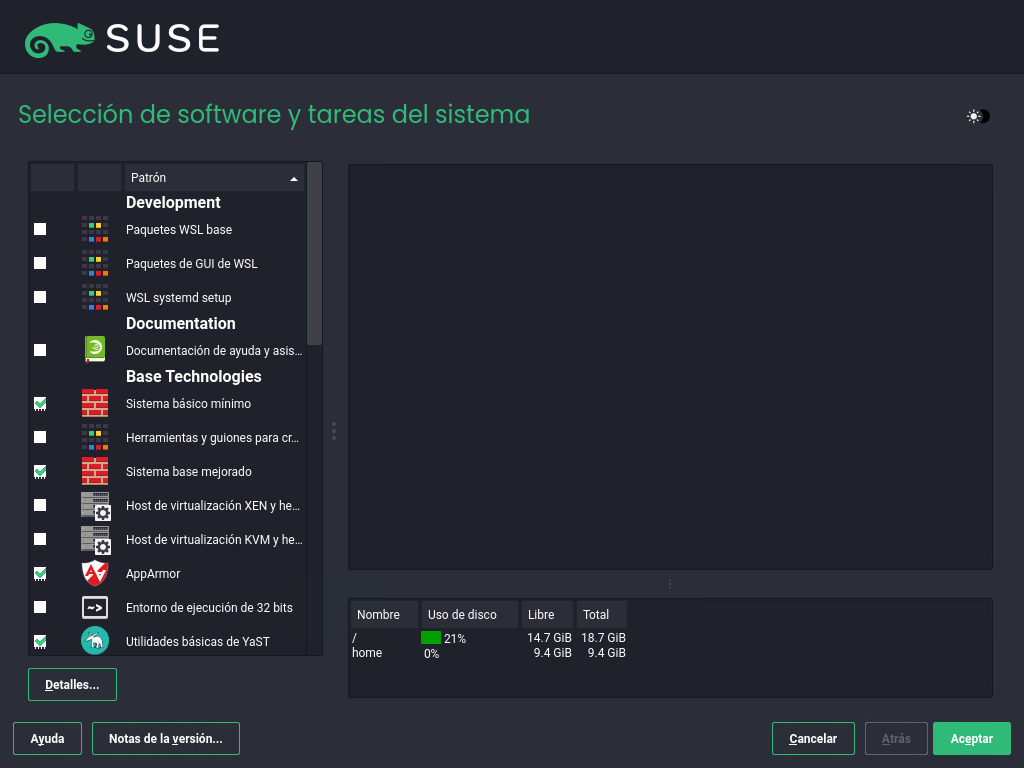 SUSE
Selección de software y tareas del sistema
Patrón
Development
Paquetes WSL base
Paquetes de GUI de WSL
WSL systemd setup
Documentation
Documentación de ayuda y asis...
Base Technologies
Sistema básico mínimo
Herramientas y guiones para cr...
Sistema base mejorado
Host de virtualización XEN y he...
Host de virtualización KVM y he...
AppArmor
Entorno de ejecución de 32 bits
Utilidades básicas de YaST
Nombre Uso de disco Libre Total
/ 21% 14.7 GiB 18.7 GiB
home 0% 9.4 GiB 9.4 GiB
Detalles...
Ayuda Notas de la versión... Cancelar Atrás Aceptar